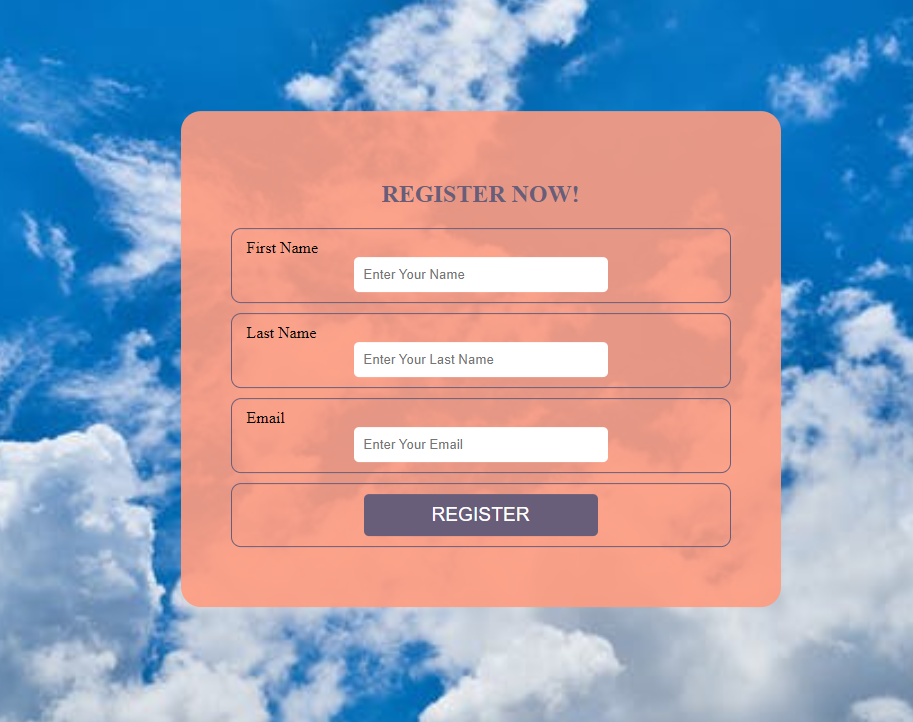 REGISTER NOW!
First Name
Enter Your Name
Last Name
Enter Your Last Name
Email
Enter Your Email
REGISTER